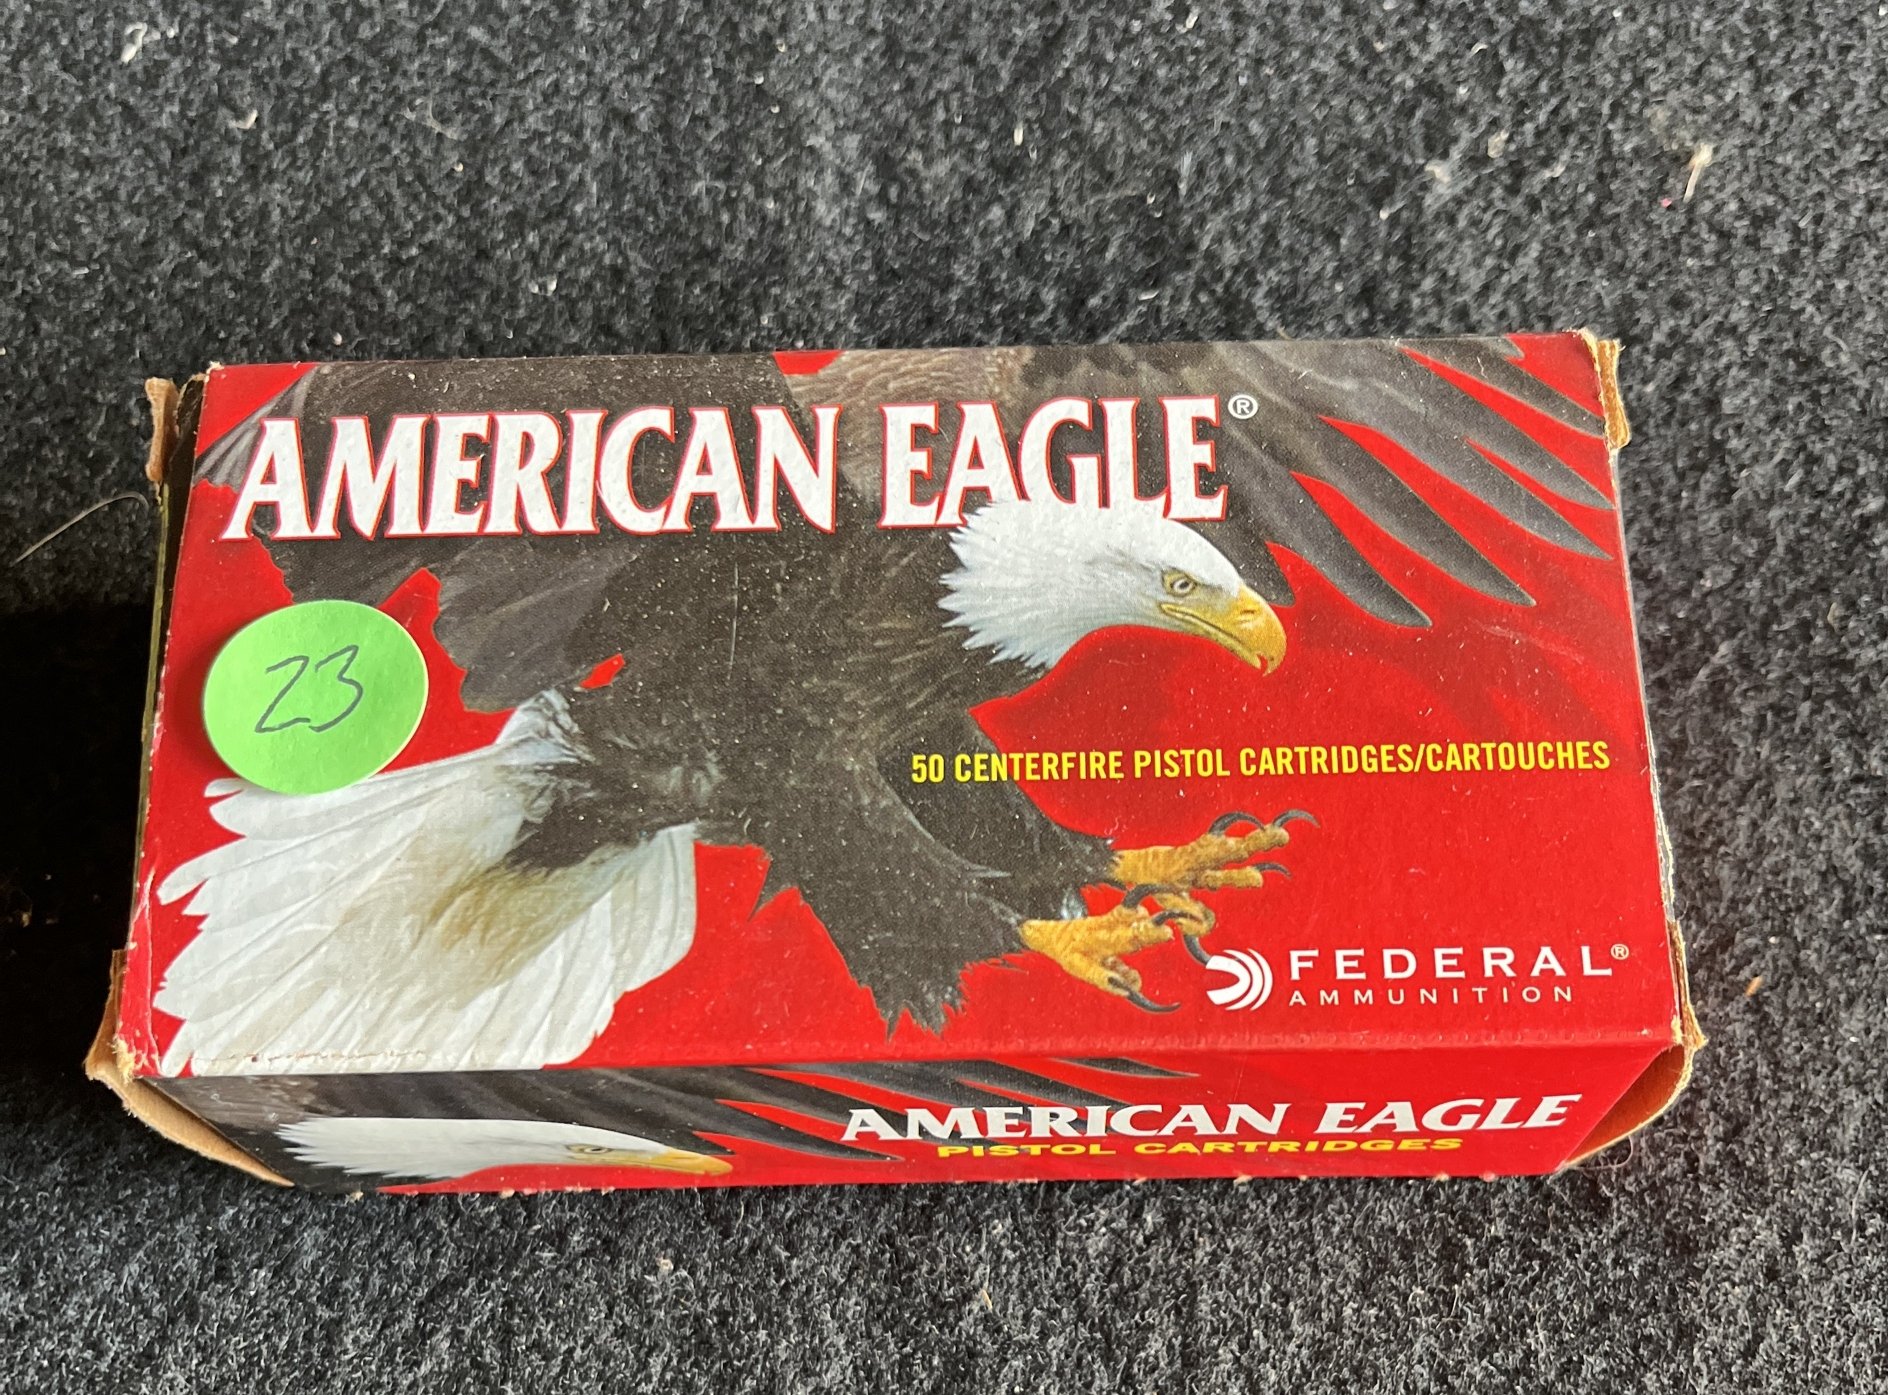 AMERICAN EAGLE®
23
50 CENTERFIRE PISTOL CARTRIDGES/CARTOUCHES
FEDERAL®
AMMUNITION
AMERICAN EAGLE
PISTOL CARTRIDGES